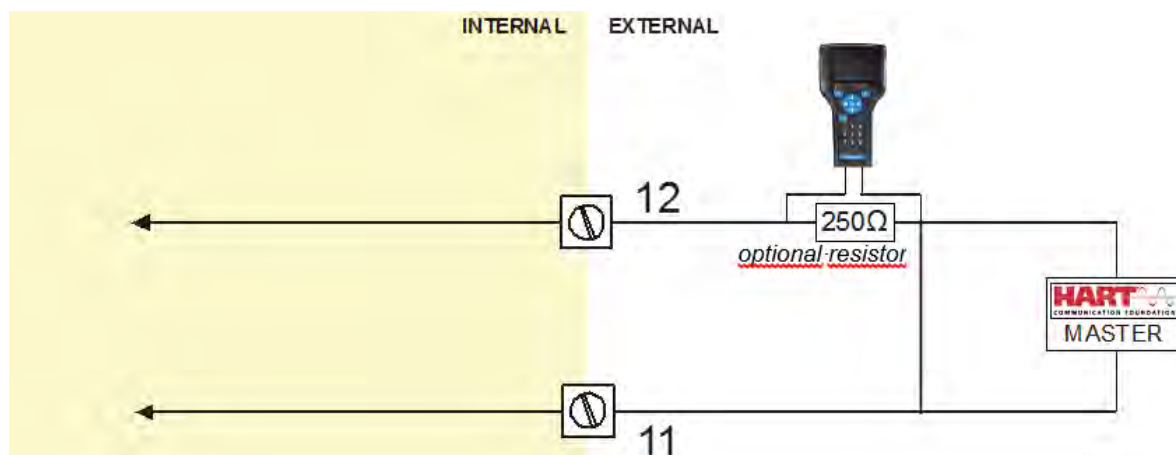 INTERNAL EXTERNAL
12
250Ω
optional resistor
HART
COMMUNICATION FOUNDATION
MASTER
11